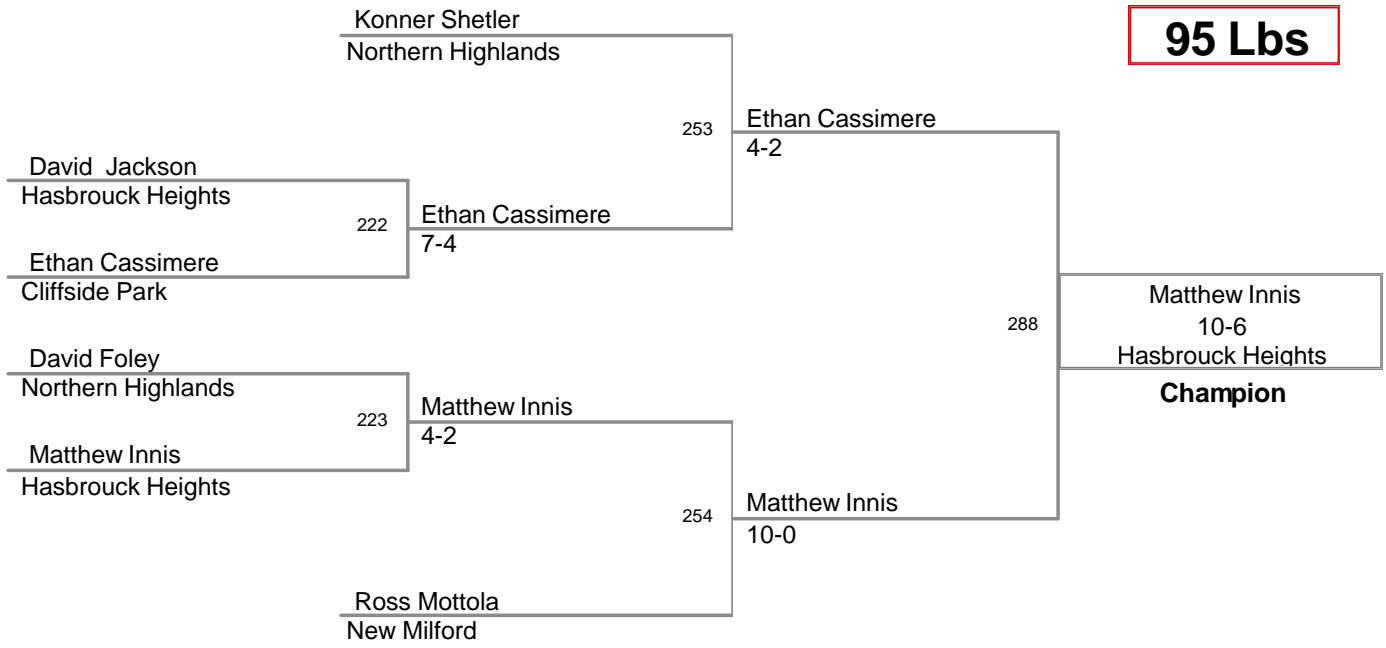 Konner Shetler
95 Lbs
Northern Highlands
253
Ethan Cassimere
4-2
David Jackson
Hasbrouck Heights
222
Ethan Cassimere
7-4
Ethan Cassimere
Cliffside Park
Matthew Innis
10-6
Hasbrouck Heights
288
Champion
David Foley
Northern Highlands
223
Matthew Innis
4-2
Matthew Innis
Hasbrouck Heights
254
Matthew Innis
10-0
Ross Mottola
New Milford